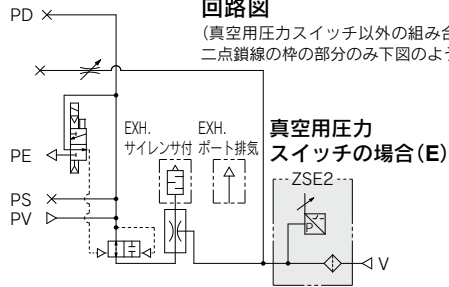 PD
回路図
(真空用圧力スイッチ以外の組み合
二点鎖線の枠の部分のみ下図のよう
EXH.
サイレンサ付
EXH.
ポート排気
真空用圧力
スイッチの場合(E)
PE
ZSE2
PS
PV
P
V